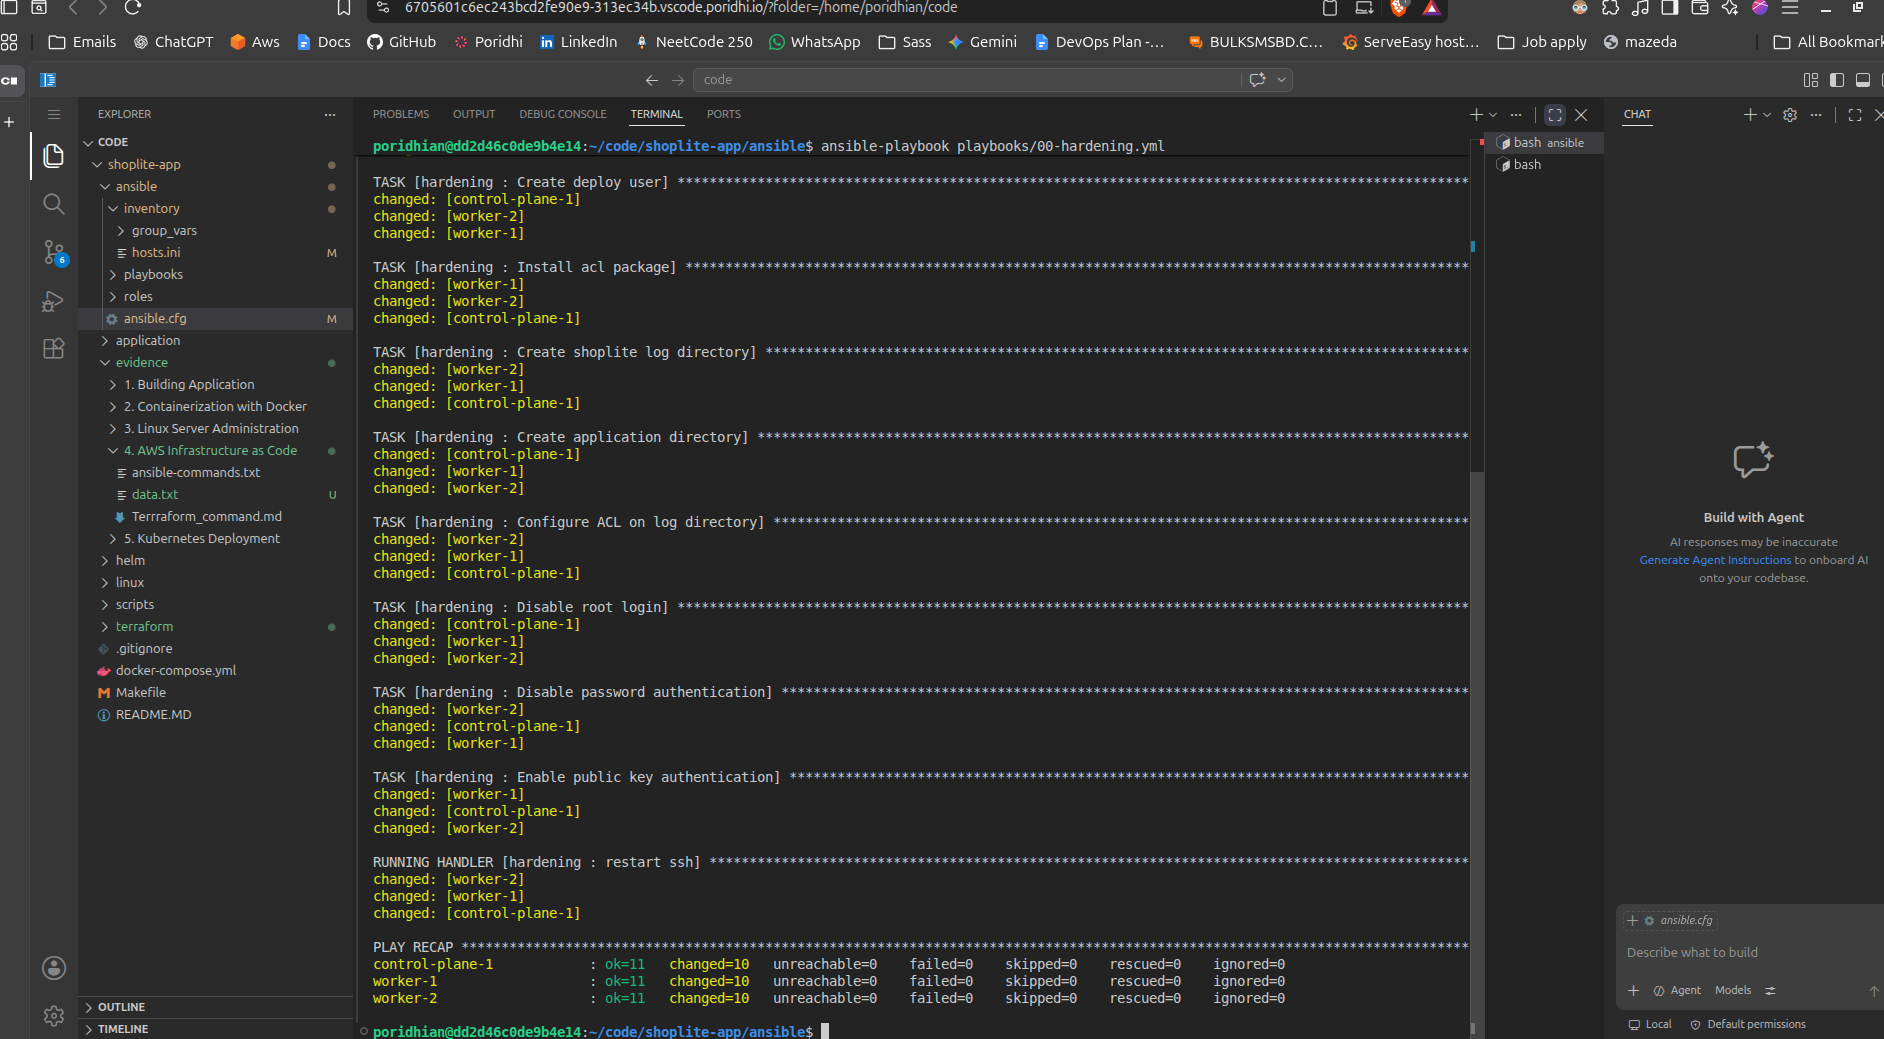 6705601c6ec243bcd2fe90e9-313ec34b.vscode.poridhi.io/?folder=/home/poridhian/code
Emails ChatGPT Aws Docs GitHub Poridhi LinkedIn NeetCode 250 WhatsApp Sass Gemini DevOps Plan -... BULKSMSBD.C... ServeEasy host... Job apply mazeda All Bookmark
code
EXPLORER
PROBLEMS OUTPUT DEBUG CONSOLE TERMINAL PORTS
CHAT
CODE
shoplite-app
ansible
inventory
group_vars
hosts.ini M
playbooks
roles
ansible.cfg M
application
evidence
1. Building Application
2. Containerization with Docker
3. Linux Server Administration
4. AWS Infrastructure as Code
ansible-commands.txt
data.txt U
Terrraform_command.md
5. Kubernetes Deployment
helm
linux
scripts
terraform
.gitignore
docker-compose.yml
Makefile
README.MD
6
OUTLINE
TIMELINE
poridhian@dd2d46c0de9b4e14:~/code/shoplite-app/ansible$ ansible-playbook playbooks/00-hardening.yml
TASK [hardening : Create deploy user] ***************************************************************************************************
changed: [control-plane-1]
changed: [worker-2]
changed: [worker-1]
TASK [hardening : Install acl package] **************************************************************************************************
changed: [worker-1]
changed: [worker-2]
changed: [control-plane-1]
TASK [hardening : Create shoplite log directory] ****************************************************************************************
changed: [worker-2]
changed: [worker-1]
changed: [control-plane-1]
TASK [hardening : Create application directory] *****************************************************************************************
changed: [control-plane-1]
changed: [worker-1]
changed: [worker-2]
TASK [hardening : Configure ACL on log directory] ***************************************************************************************
changed: [worker-2]
changed: [worker-1]
changed: [control-plane-1]
TASK [hardening : Disable root login] ***************************************************************************************************
changed: [control-plane-1]
changed: [worker-1]
changed: [worker-2]
TASK [hardening : Disable password authentication] **************************************************************************************
changed: [worker-2]
changed: [control-plane-1]
changed: [worker-1]
TASK [hardening : Enable public key authentication] *************************************************************************************
changed: [worker-1]
changed: [control-plane-1]
changed: [worker-2]
RUNNING HANDLER [hardening : restart ssh] ***********************************************************************************************
changed: [worker-2]
changed: [worker-1]
changed: [control-plane-1]
PLAY RECAP ******************************************************************************************************************************
control-plane-1 : ok=11 changed=10 unreachable=0 failed=0 skipped=0 rescued=0 ignored=0
worker-1 : ok=11 changed=10 unreachable=0 failed=0 skipped=0 rescued=0 ignored=0
worker-2 : ok=11 changed=10 unreachable=0 failed=0 skipped=0 rescued=0 ignored=0
poridhian@dd2d46c0de9b4e14:~/code/shoplite-app/ansible$
bash ansible
bash
Build with Agent
AI responses may be inaccurate
Generate Agent Instructions to onboard AI
onto your codebase.
ansible.cfg
Describe what to build
Agent Models
Local Default permissions